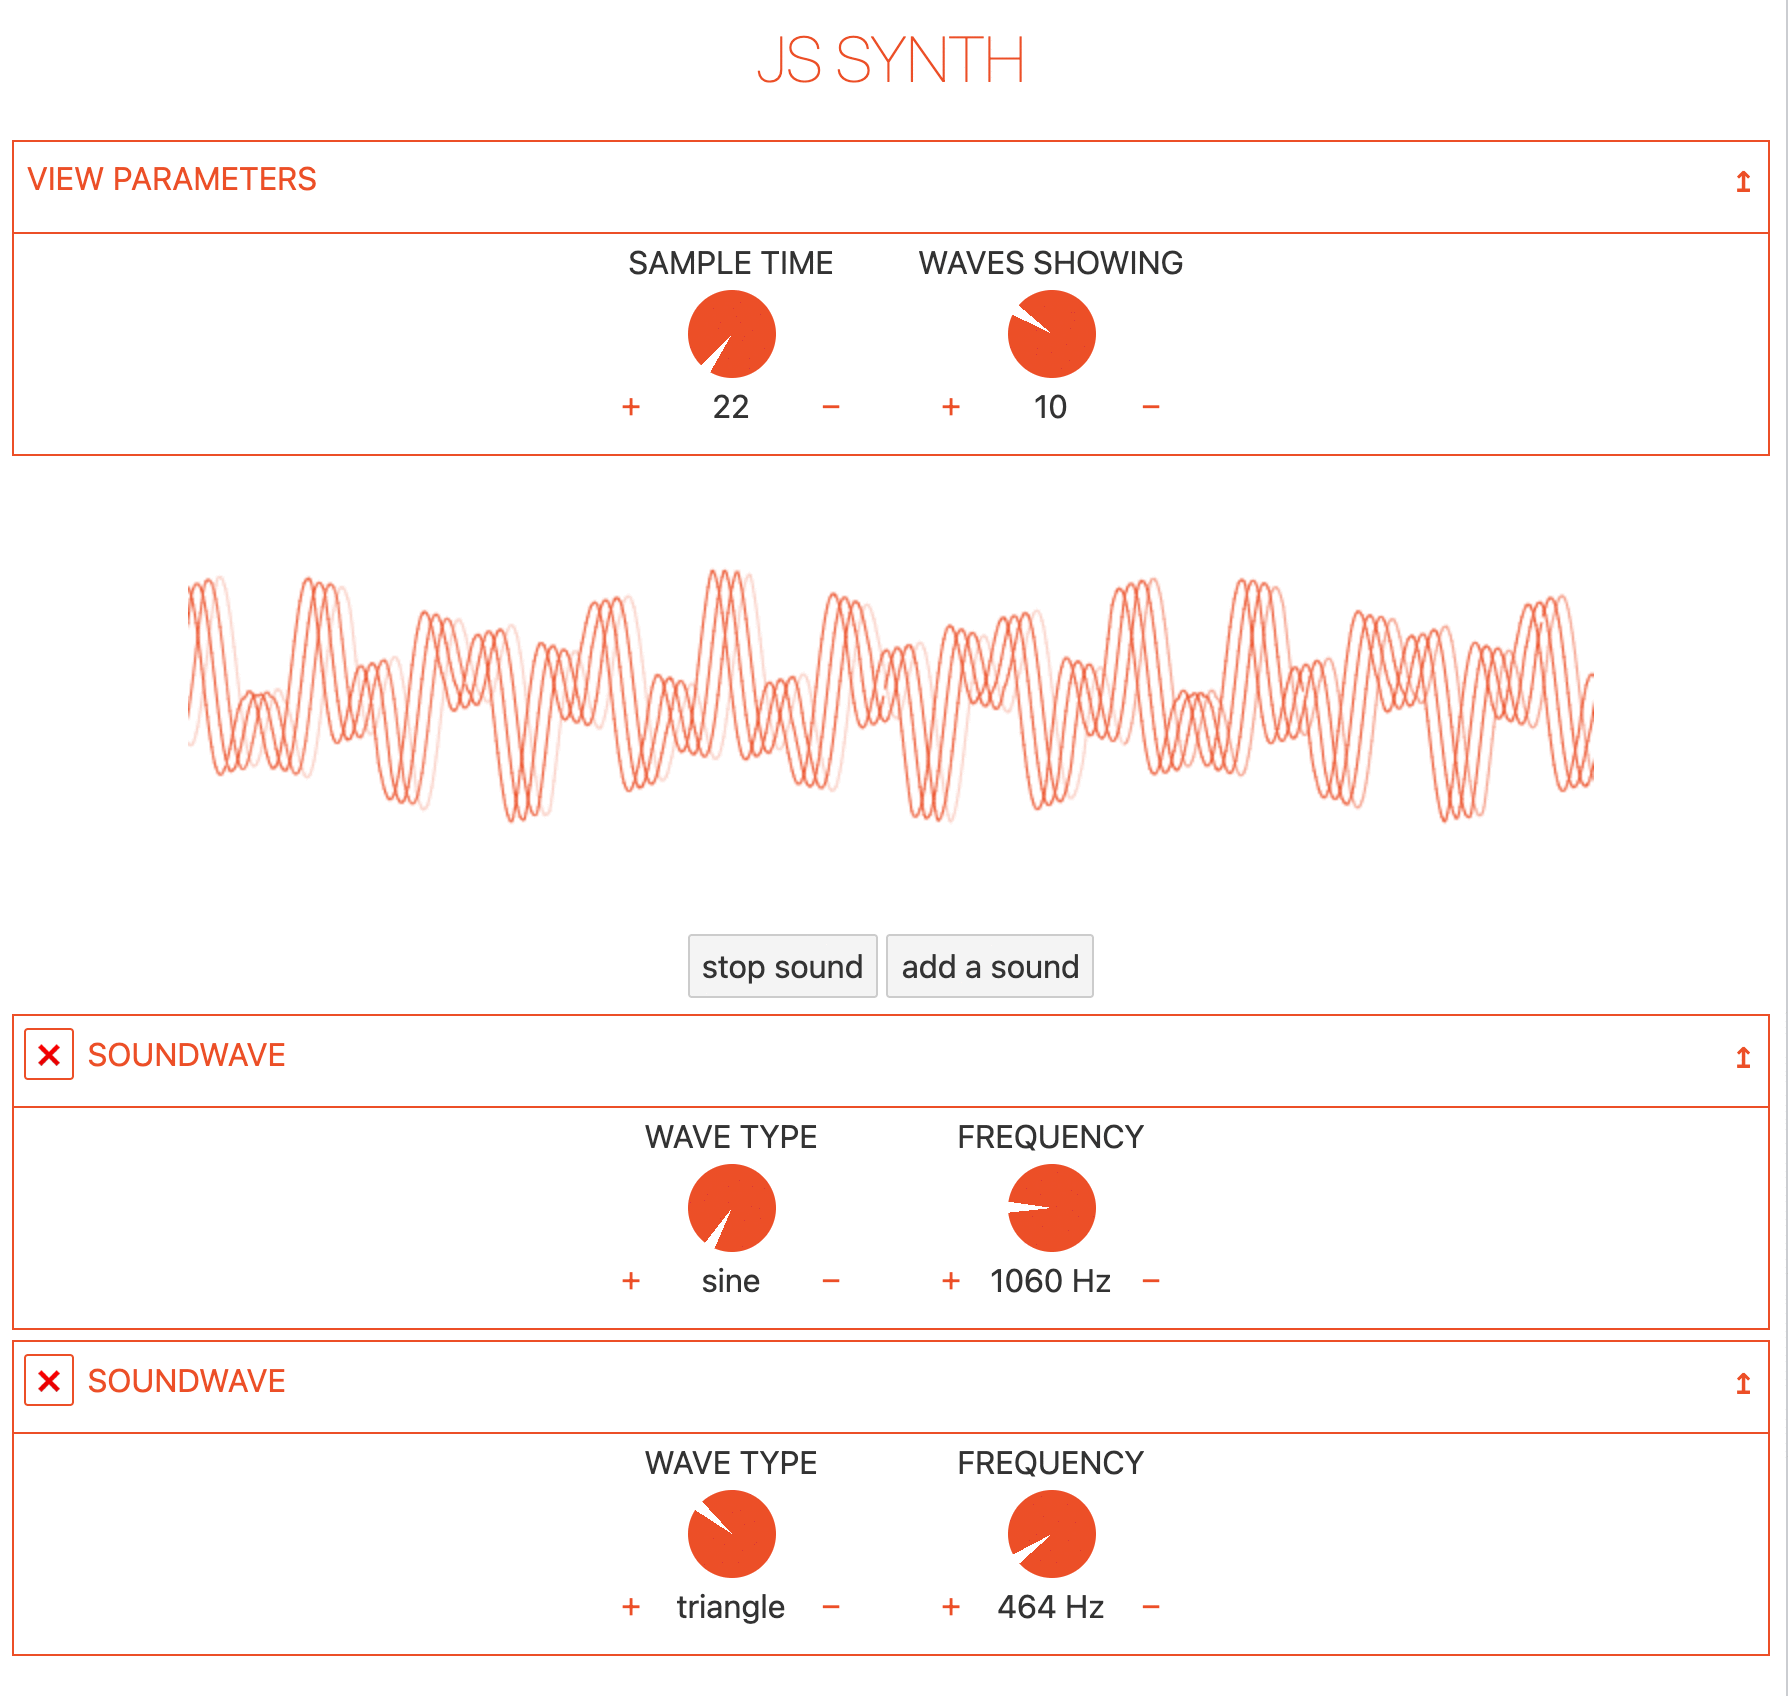 JS SYNTH
VIEW PARAMETERS ↥
SAMPLE TIME WAVES SHOWING
+ 22 − + 10 −
stop sound add a sound
× SOUNDWAVE ↥
WAVE TYPE FREQUENCY
+ sine − + 1060 Hz −
× SOUNDWAVE ↥
WAVE TYPE FREQUENCY
+ triangle − + 464 Hz −